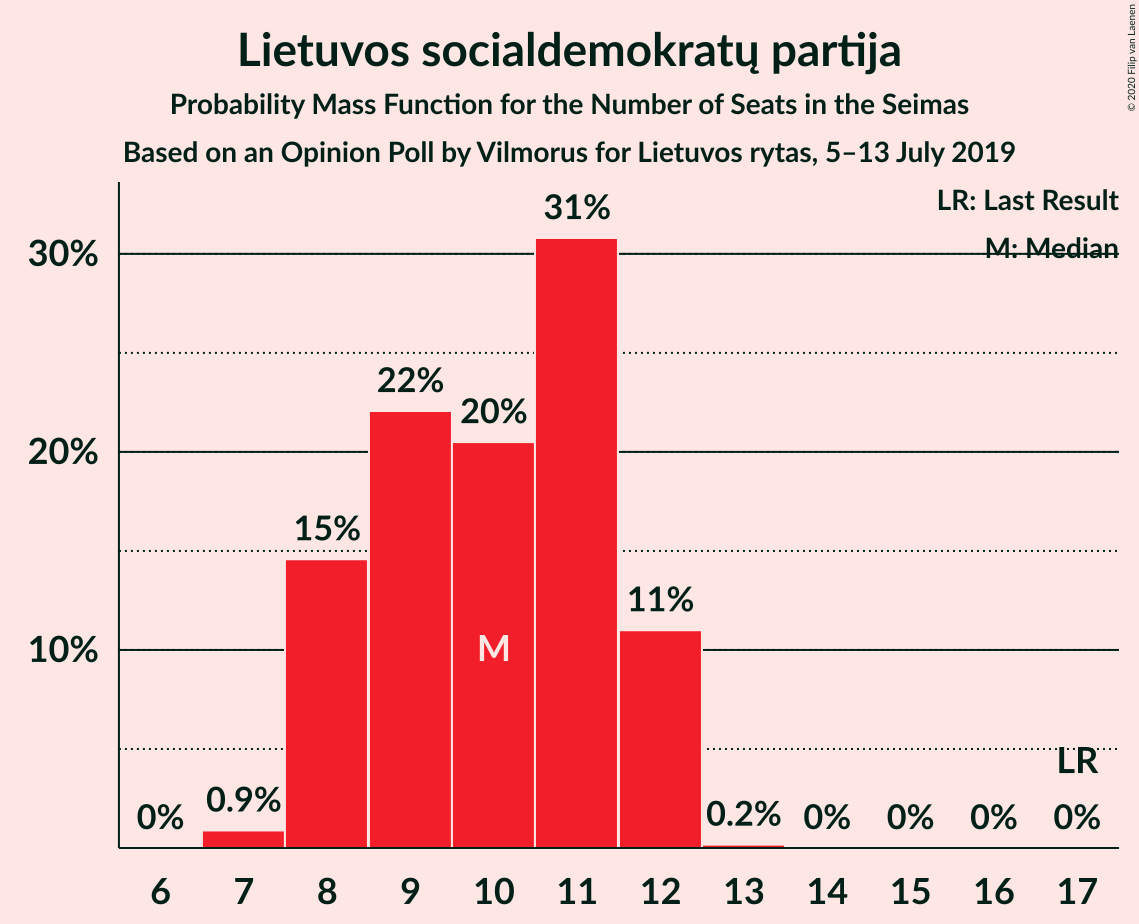 Lietuvos socialdemokratų partija
Probability Mass Function for the Number of Seats in the Seimas
Based on an Opinion Poll by Vilmorus for Lietuvos rytas, 5–13 July 2019
© 2020 Filip van Laenen
LR: Last Result
M: Median
30%
20%
10%
0%
0.9%
15%
22%
20%
31%
11%
0.2%
0%
0%
0%
0%
M
LR
6 7 8 9 10 11 12 13 14 15 16 17